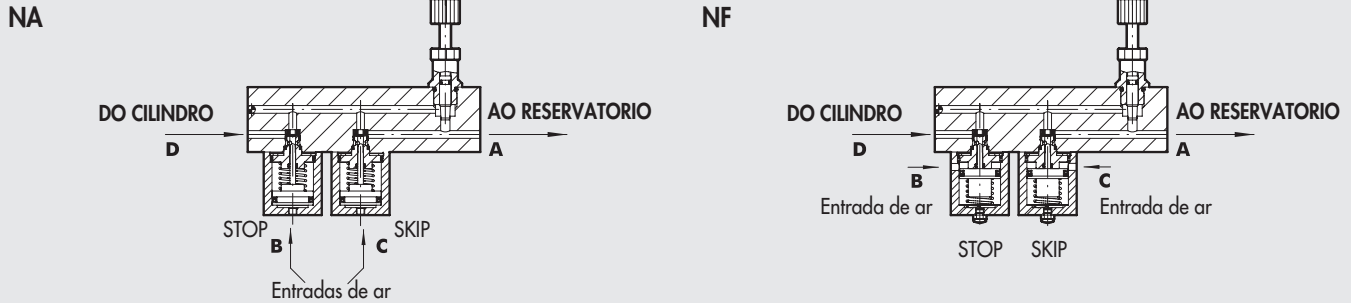 NA
DO CILINDRO
D
AO RESERVATORIO
A
STOP
B
C
SKIP
Entradas de ar
NF
DO CILINDRO
D
AO RESERVATORIO
A
B
Entrada de ar
C
Entrada de ar
STOP
SKIP